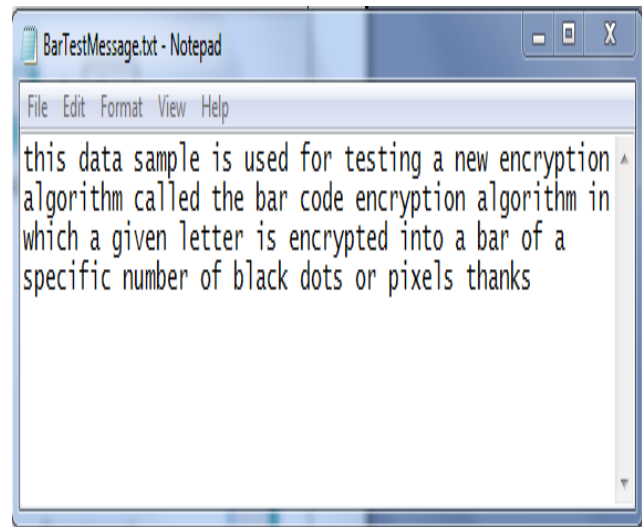 BarTestMessage.txt - Notepad
File Edit Format View Help
this data sample is used for testing a new encryption
algorithm called the bar code encryption algorithm in
which a given letter is encrypted into a bar of a
specific number of black dots or pixels thanks